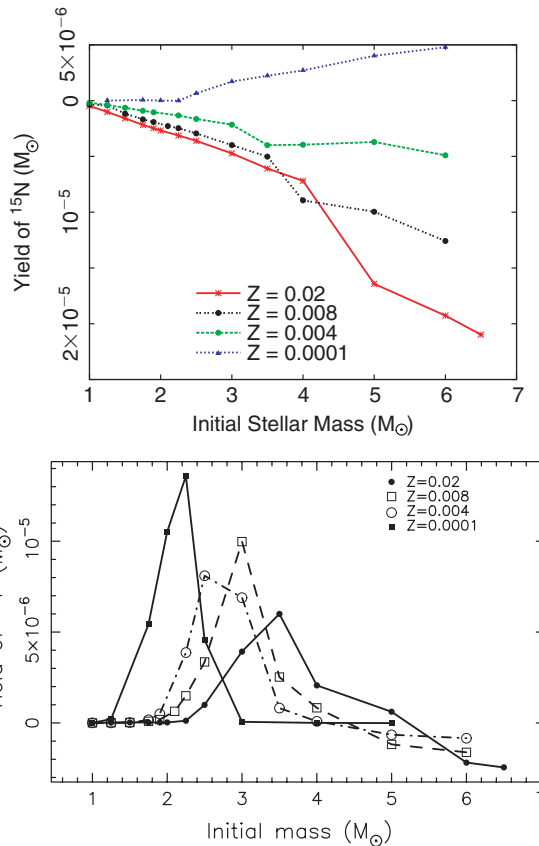 5×10⁻⁶
0
10⁻⁵
2×10⁻⁵
Yield of ¹⁵N (M⊙)
Z = 0.02
Z = 0.008
Z = 0.004
Z = 0.0001
1 2 3 4 5 6 7
Initial Stellar Mass (M⊙)
Z=0.02
Z=0.008
Z=0.004
Z=0.0001
10⁻⁵
5×10⁻⁶
0
(M⊙)
1 2 3 4 5 6
Initial mass (M⊙)